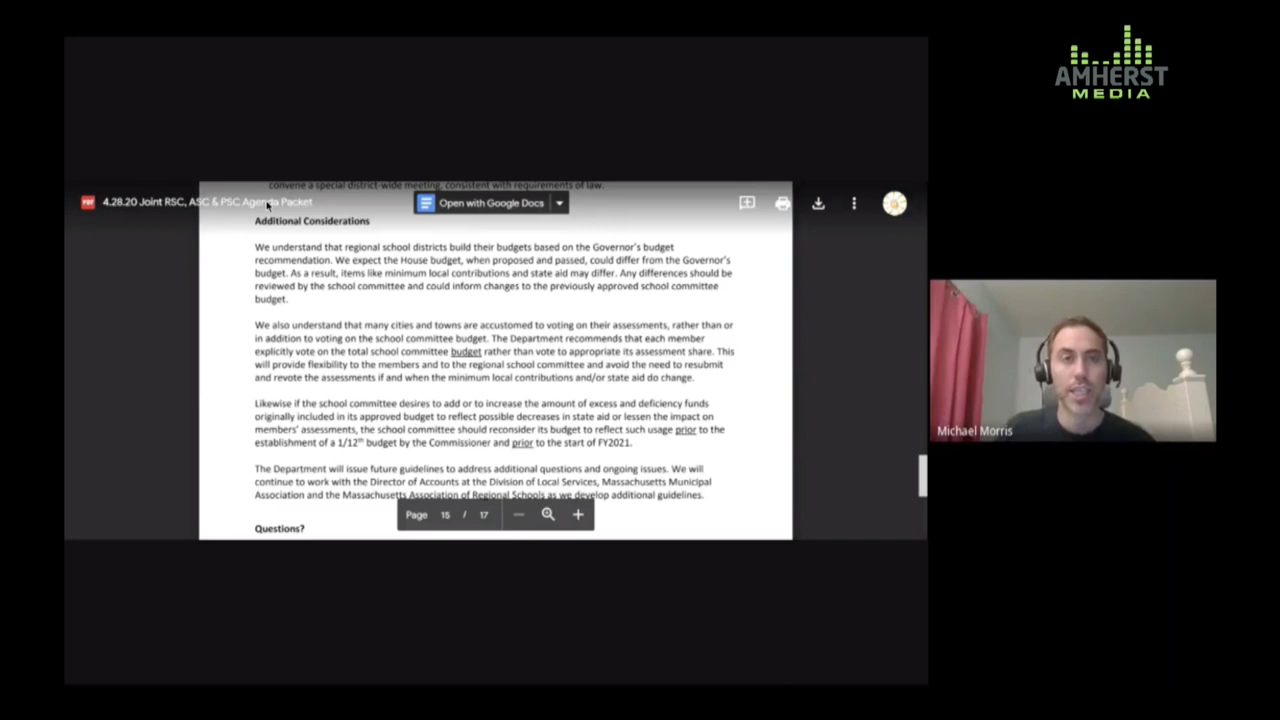 AMHERST
MEDIA
convene a special district-wide meeting, consistent with requirements of law.
PDF
4.28.20 Joint RSC, ASC & PSC Agenda Packet
Open with Google Docs
Additional Considerations
We understand that regional school districts build their budgets based on the Governor's budget
recommendation. We expect the House budget, when proposed and passed, could differ from the Governor's
budget. As a result, items like minimum local contributions and state aid may differ. Any differences should be
reviewed by the school committee and could inform changes to the previously approved school committee
budget.
We also understand that many cities and towns are accustomed to voting on their assessments, rather than or
in addition to voting on the school committee budget. The Department recommends that each member
explicitly vote on the total school committee budget rather than vote to appropriate its assessment share. This
will provide flexibility to the members and to the regional school committee and avoid the need to resubmit
and revote the assessments if and when the minimum local contributions and/or state aid do change.
Likewise if the school committee desires to add or to increase the amount of excess and deficiency funds
originally included in its approved budget to reflect possible decreases in state aid or lessen the impact on
members' assessments, the school committee should reconsider its budget to reflect such usage prior to the
establishment of a 1/12th budget by the Commissioner and prior to the start of FY2021.
The Department will issue future guidelines to address additional questions and ongoing issues. We will
continue to work with the Director of Accounts at the Division of Local Services, Massachusetts Municipal
Association and the Massachusetts Association of Regional Schools as we develop additional guidelines.
Page 15 / 17
Questions?
Michael Morris